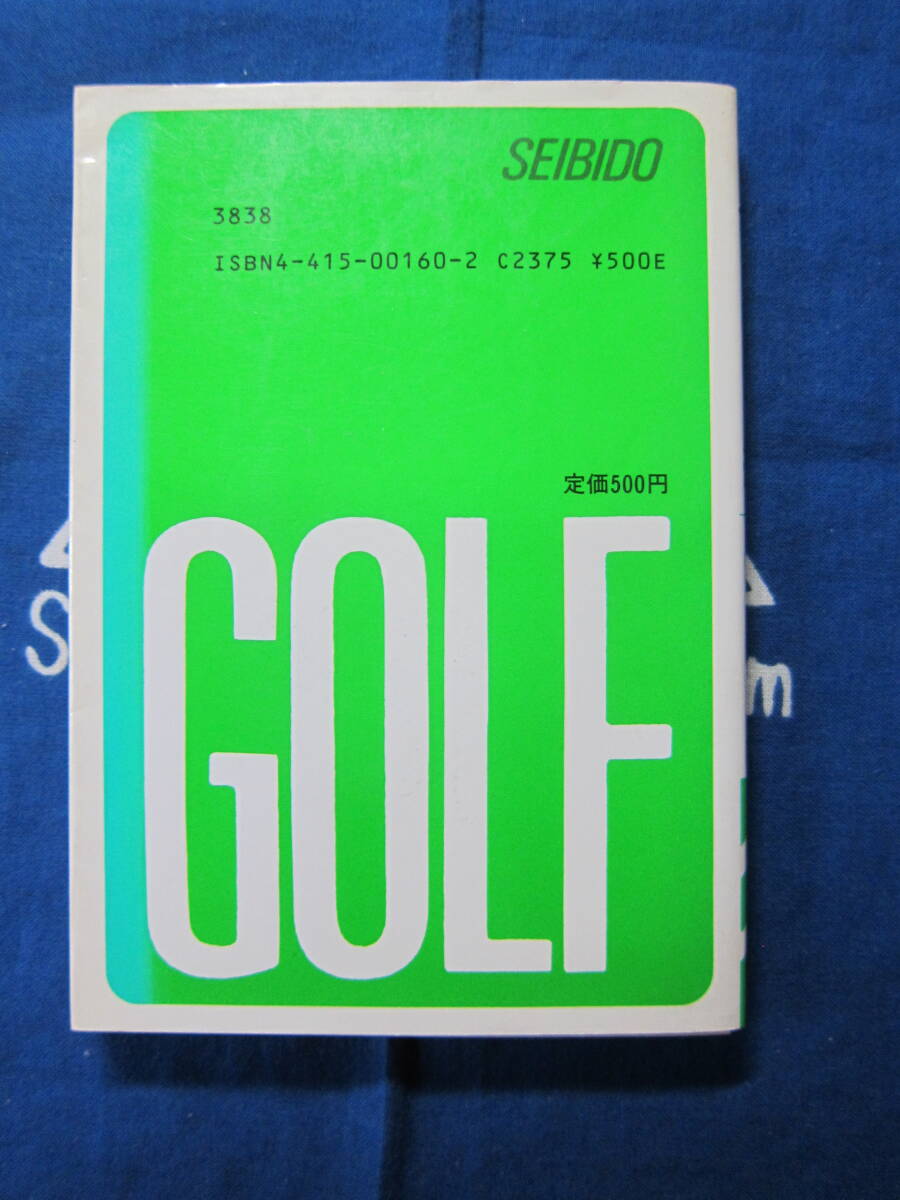 SEIBIDO
3838
ISBN4-415-00160-2 C2375 ¥500E
定価500円
GOLF
S
m